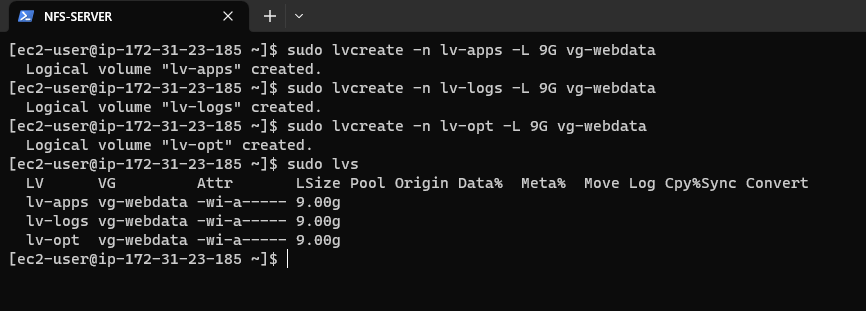 NFS-SERVER
[ec2-user@ip-172-31-23-185 ~]$ sudo lvcreate -n lv-apps -L 9G vg-webdata
  Logical volume "lv-apps" created.
[ec2-user@ip-172-31-23-185 ~]$ sudo lvcreate -n lv-logs -L 9G vg-webdata
  Logical volume "lv-logs" created.
[ec2-user@ip-172-31-23-185 ~]$ sudo lvcreate -n lv-opt -L 9G vg-webdata
  Logical volume "lv-opt" created.
[ec2-user@ip-172-31-23-185 ~]$ sudo lvs
  LV      VG         Attr       LSize Pool Origin Data%  Meta%  Move Log Cpy%Sync Convert
  lv-apps vg-webdata -wi-a----- 9.00g
  lv-logs vg-webdata -wi-a----- 9.00g
  lv-opt  vg-webdata -wi-a----- 9.00g
[ec2-user@ip-172-31-23-185 ~]$